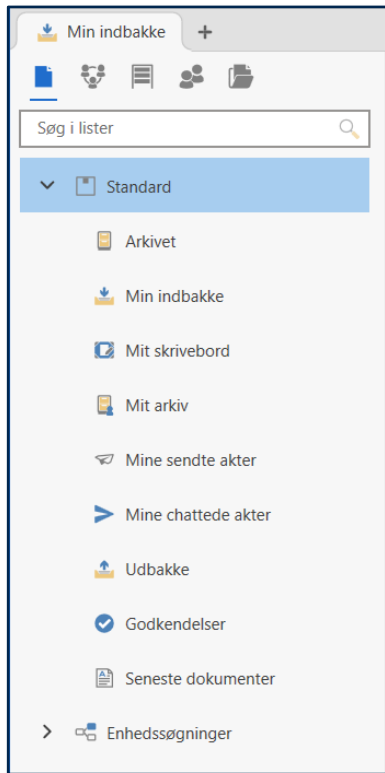 Min indbakke +
Søg i lister
Standard
Arkivet
Min indbakke
Mit skrivebord
Mit arkiv
Mine sendte akter
Mine chattede akter
Udbakke
Godkendelser
Seneste dokumenter
Enhedssøgninger